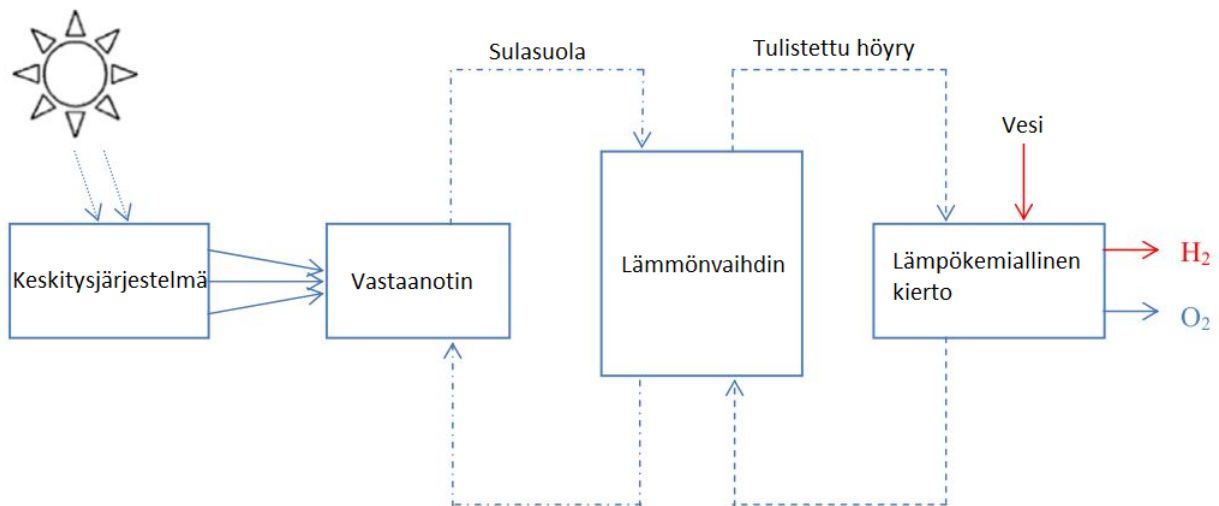 Sulasuola
Tulistettu höyry
Vesi
Keskitysjärjestelmä
Vastaanotin
Lämmönvaihdin
Lämpökemiallinen
kierto
H₂
O₂